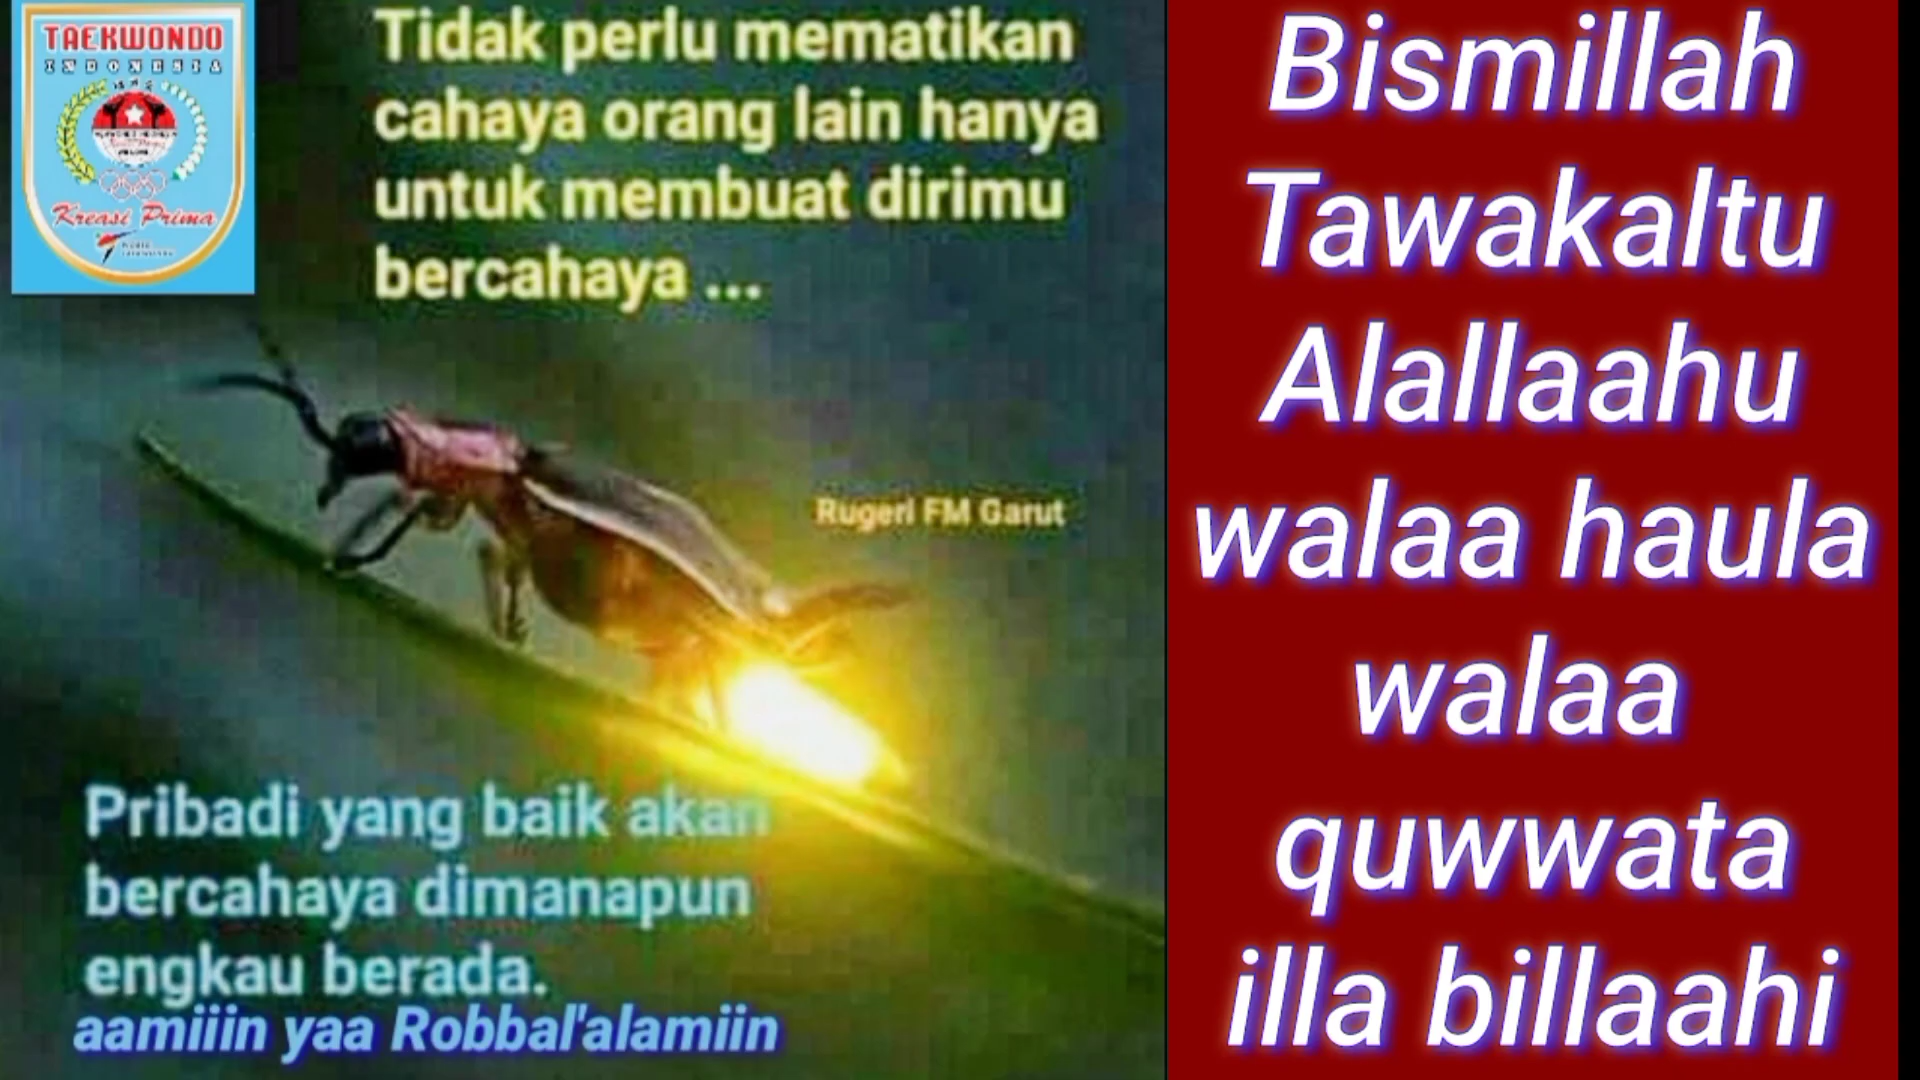 TAEKWONDO
INDONESIA
Kreasi Prima
Tidak perlu mematikan
cahaya orang lain hanya
untuk membuat dirimu
bercahaya ...
Rugeri FM Garut
Pribadi yang baik akan
bercahaya dimanapun
engkau berada.
aamiiin yaa Robbal'alamiin
Bismillah
Tawakaltu
Alallaahu
walaa haula
walaa
quwwata
illa billaahi